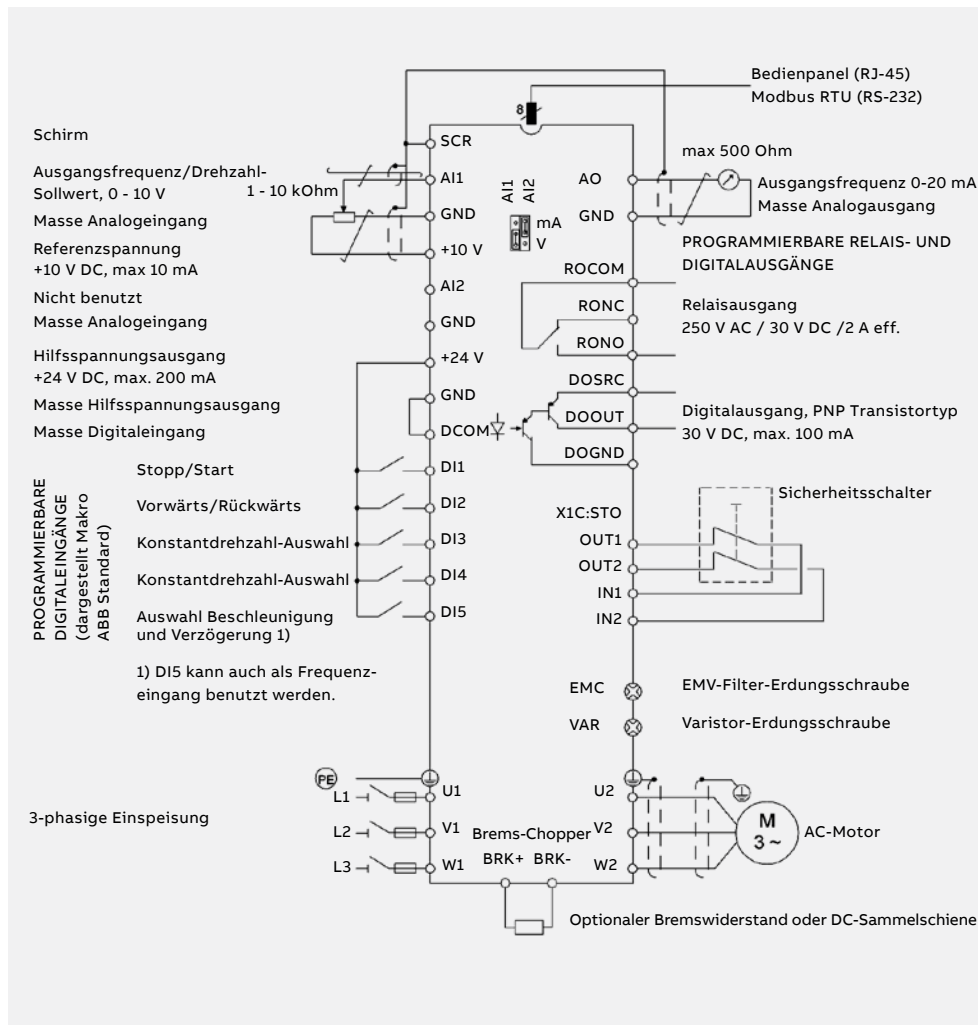 Bedienpanel (RJ-45)
Modbus RTU (RS-232)
8
Schirm
SCR
max 500 Ohm
Ausgangsfrequenz/Drehzahl-
Sollwert, 0 - 10 V
1 - 10 kOhm
AI1
AI1
AI2
AO
Ausgangsfrequenz 0-20 mA
Masse Analogeingang
GND
mA
V
GND
Masse Analogausgang
Referenzspannung
+10 V DC, max 10 mA
+10 V
PROGRAMMIERBARE RELAIS- UND
DIGITALAUSGÄNGE
ROCOM
Nicht benutzt
AI2
RONC
Relaisausgang
250 V AC / 30 V DC /2 A eff.
Masse Analogeingang
GND
RONO
Hilfsspannungsausgang
+24 V DC, max. 200 mA
+24 V
DOSRC
Masse Hilfsspannungsausgang
GND
DOOUT
Digitalausgang, PNP Transistortyp
30 V DC, max. 100 mA
Masse Digitaleingang
DCOM
DOGND
PROGRAMMIERBARE
DIGITALEINGÄNGE
(dargestellt Makro
ABB Standard)
Stopp/Start
DI1
Sicherheitsschalter
Vorwärts/Rückwärts
DI2
X1C:STO
Konstantdrehzahl-Auswahl
DI3
OUT1
OUT2
Konstantdrehzahl-Auswahl
DI4
IN1
Auswahl Beschleunigung
und Verzögerung 1)
DI5
IN2
1) DI5 kann auch als Frequenz-
eingang benutzt werden.
EMC
EMV-Filter-Erdungsschraube
VAR
Varistor-Erdungsschraube
PE
L1
U1
U2
3-phasige Einspeisung
L2
V1
Brems-Chopper
V2
M
3 ~
AC-Motor
L3
W1
BRK+ BRK-
W2
Optionaler Bremswiderstand oder DC-Sammelschiene